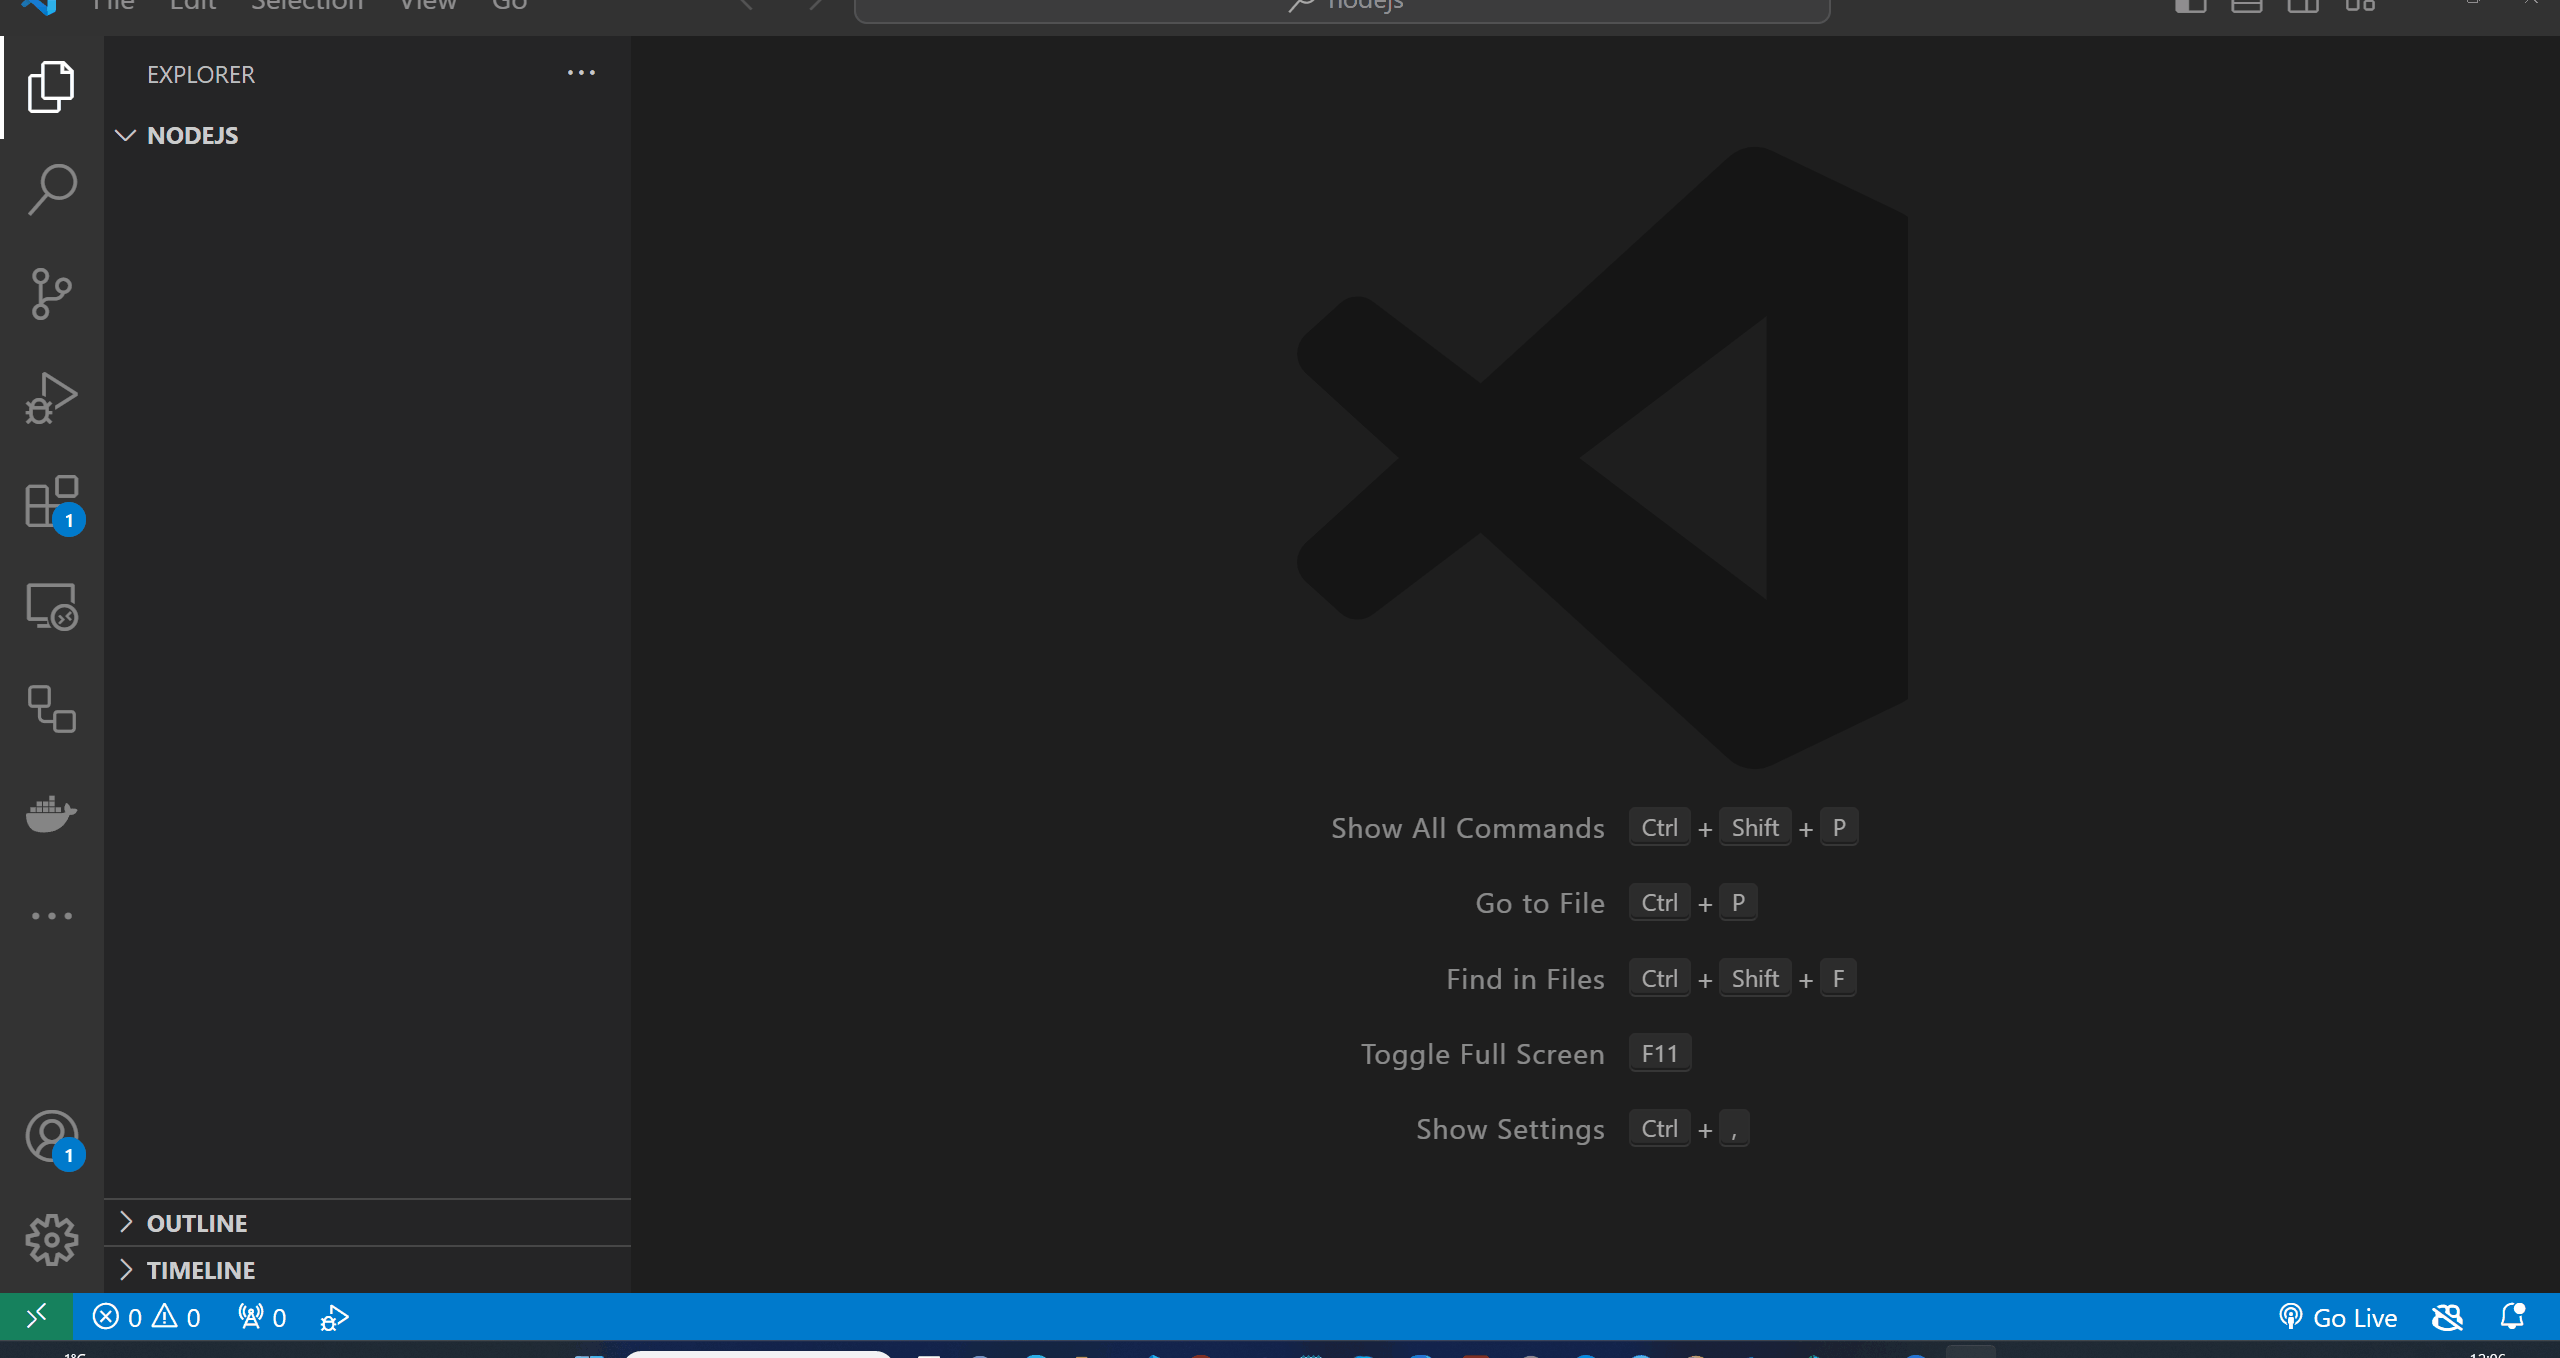 File Edit Selection View Go
nodejs
EXPLORER
NODEJS
1
Show All Commands Ctrl + Shift + P
Go to File Ctrl + P
Find in Files Ctrl + Shift + F
Toggle Full Screen F11
Show Settings Ctrl + ,
1
OUTLINE
TIMELINE
0 0 0
Go Live